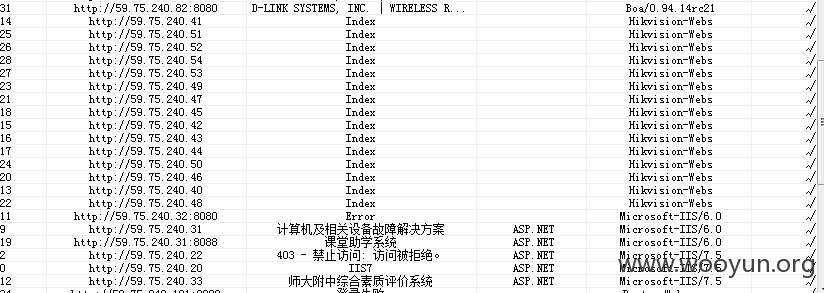 31 http://59.75.240.82:8080 D-LINK SYSTEMS, INC. | WIRELESS R... Boa/0.94.14rc21
14 http://59.75.240.41 Index Hikvision-Webs
25 http://59.75.240.51 Index Hikvision-Webs
26 http://59.75.240.52 Index Hikvision-Webs
28 http://59.75.240.54 Index Hikvision-Webs
27 http://59.75.240.53 Index Hikvision-Webs
23 http://59.75.240.49 Index Hikvision-Webs
21 http://59.75.240.47 Index Hikvision-Webs
18 http://59.75.240.45 Index Hikvision-Webs
15 http://59.75.240.42 Index Hikvision-Webs
16 http://59.75.240.43 Index Hikvision-Webs
17 http://59.75.240.44 Index Hikvision-Webs
24 http://59.75.240.50 Index Hikvision-Webs
20 http://59.75.240.46 Index Hikvision-Webs
13 http://59.75.240.40 Index Hikvision-Webs
22 http://59.75.240.48 Index Hikvision-Webs
11 http://59.75.240.32:8080 Error Microsoft-IIS/6.0
9 http://59.75.240.31 计算机及相关设备故障解决方案 ASP.NET Microsoft-IIS/6.0
19 http://59.75.240.31:8088 课堂助学系统 ASP.NET Microsoft-IIS/6.0
2 http://59.75.240.22 403 - 禁止访问: 访问被拒绝。 ASP.NET Microsoft-IIS/7.5
0 http://59.75.240.20 IIS7 ASP.NET Microsoft-IIS/7.5
12 http://59.75.240.33 师大附中综合素质评价系统 ASP.NET Microsoft-IIS/6.0
www.wooyun.org